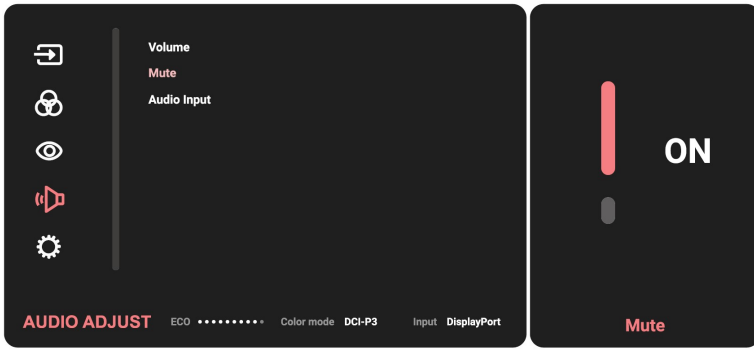 Volume
Mute
Audio Input
AUDIO ADJUST ECO Color mode DCI-P3 Input DisplayPort
ON
Mute